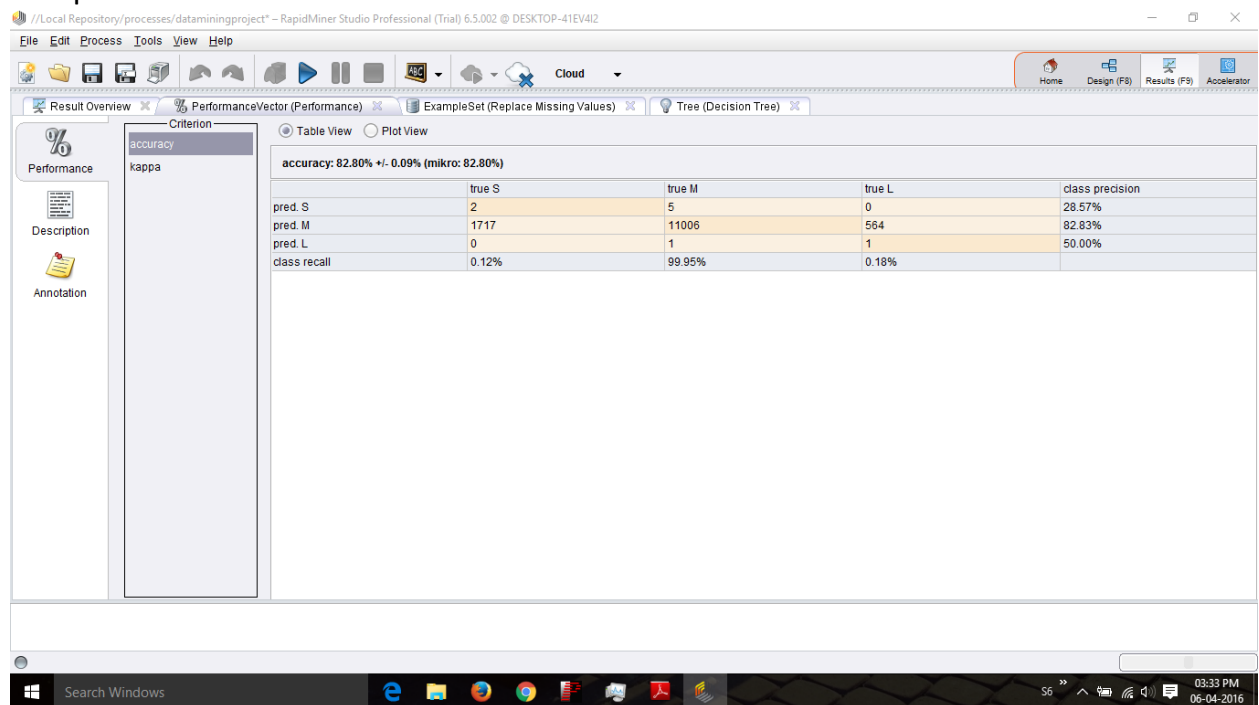 //Local Repository/processes/dataminingproject* – RapidMiner Studio Professional (Trial) 6.5.002 @ DESKTOP-41EV4I2
File Edit Process Tools View Help
Cloud
Home Design (F8) Results (F9) Accelerator
Result Overview % PerformanceVector (Performance) ExampleSet (Replace Missing Values) Tree (Decision Tree)
%
Performance
Description
Annotation
Criterion
accuracy
kappa
Table View Plot View
accuracy: 82.80% +/- 0.09% (mikro: 82.80%)
true S true M true L class precision
pred. S 2 5 0 28.57%
pred. M 1717 11006 564 82.83%
pred. L 0 1 1 50.00%
class recall 0.12% 99.95% 0.18%
Search Windows
S6 03:33 PM
06-04-2016